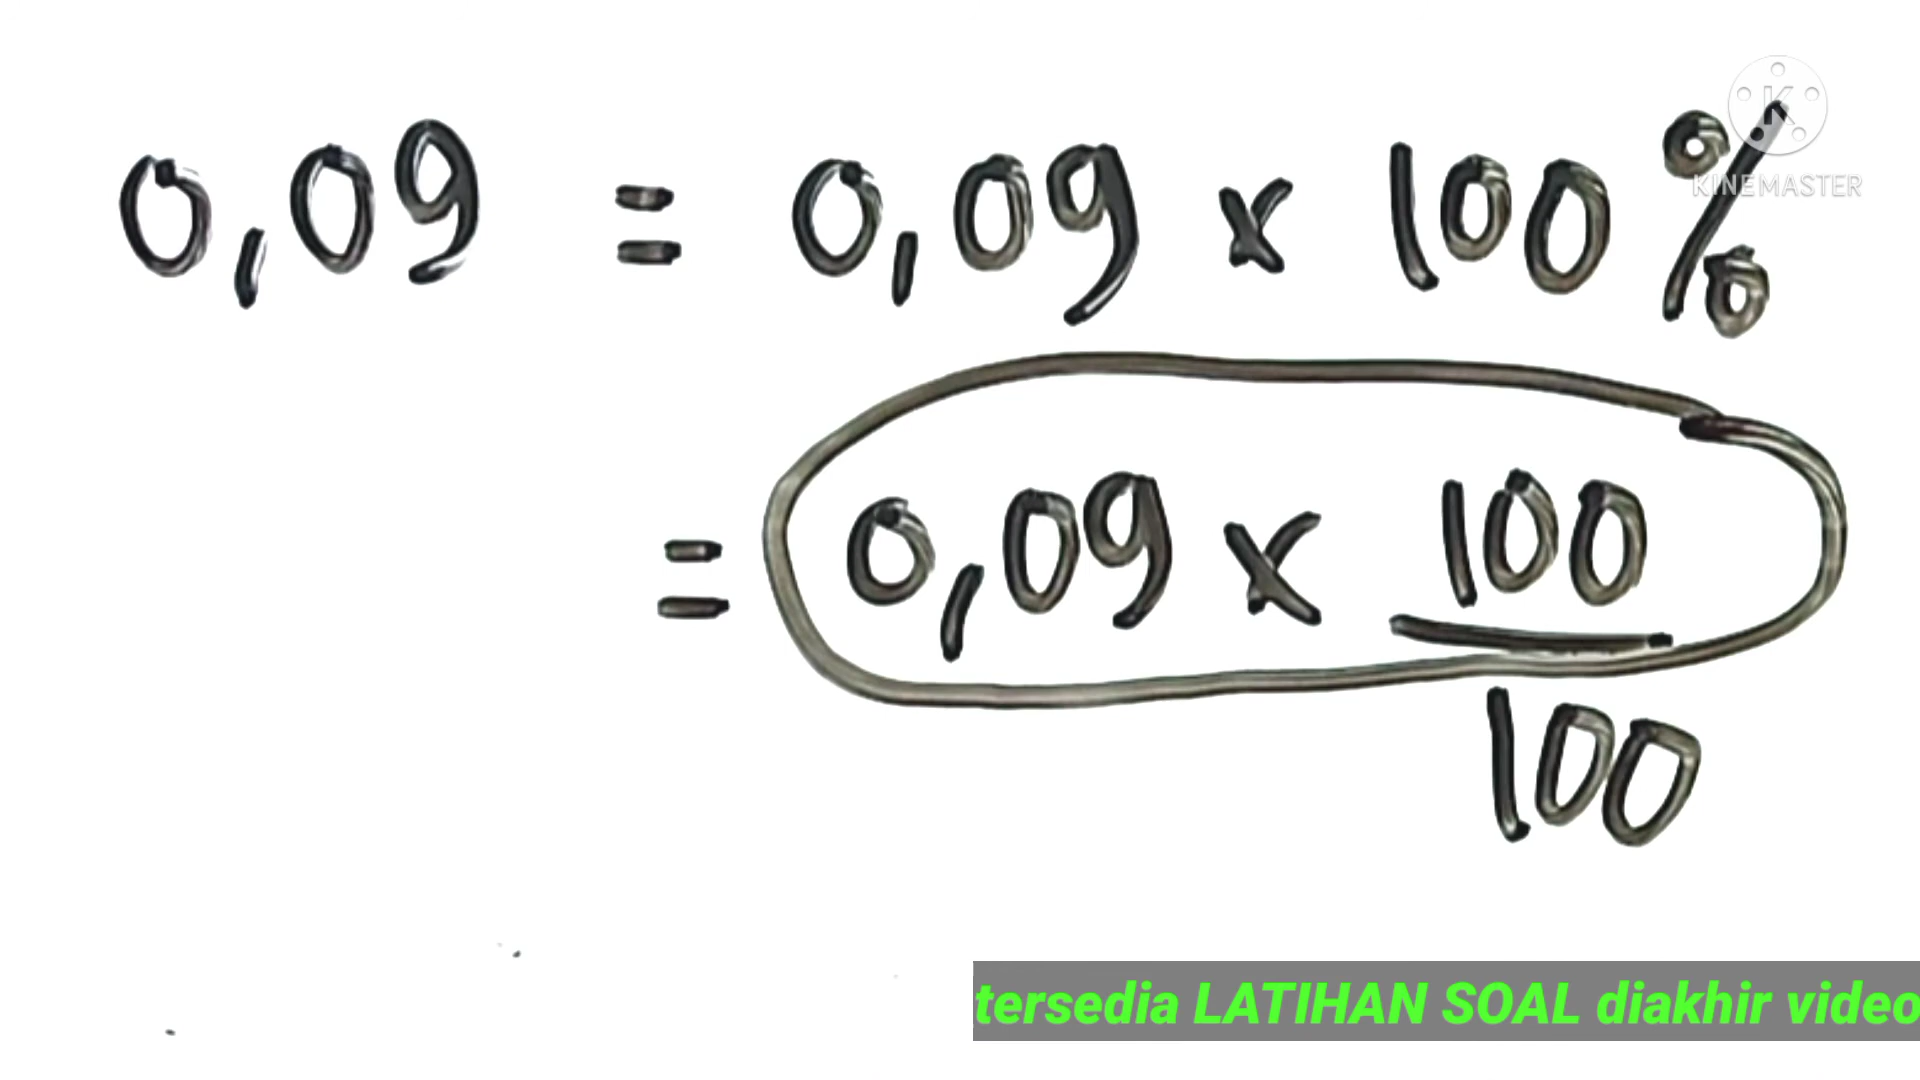 0,09 = 0,09 x 100%
KINEMASTER
= 0,09 x 100
100
tersedia LATIHAN SOAL diakhir video